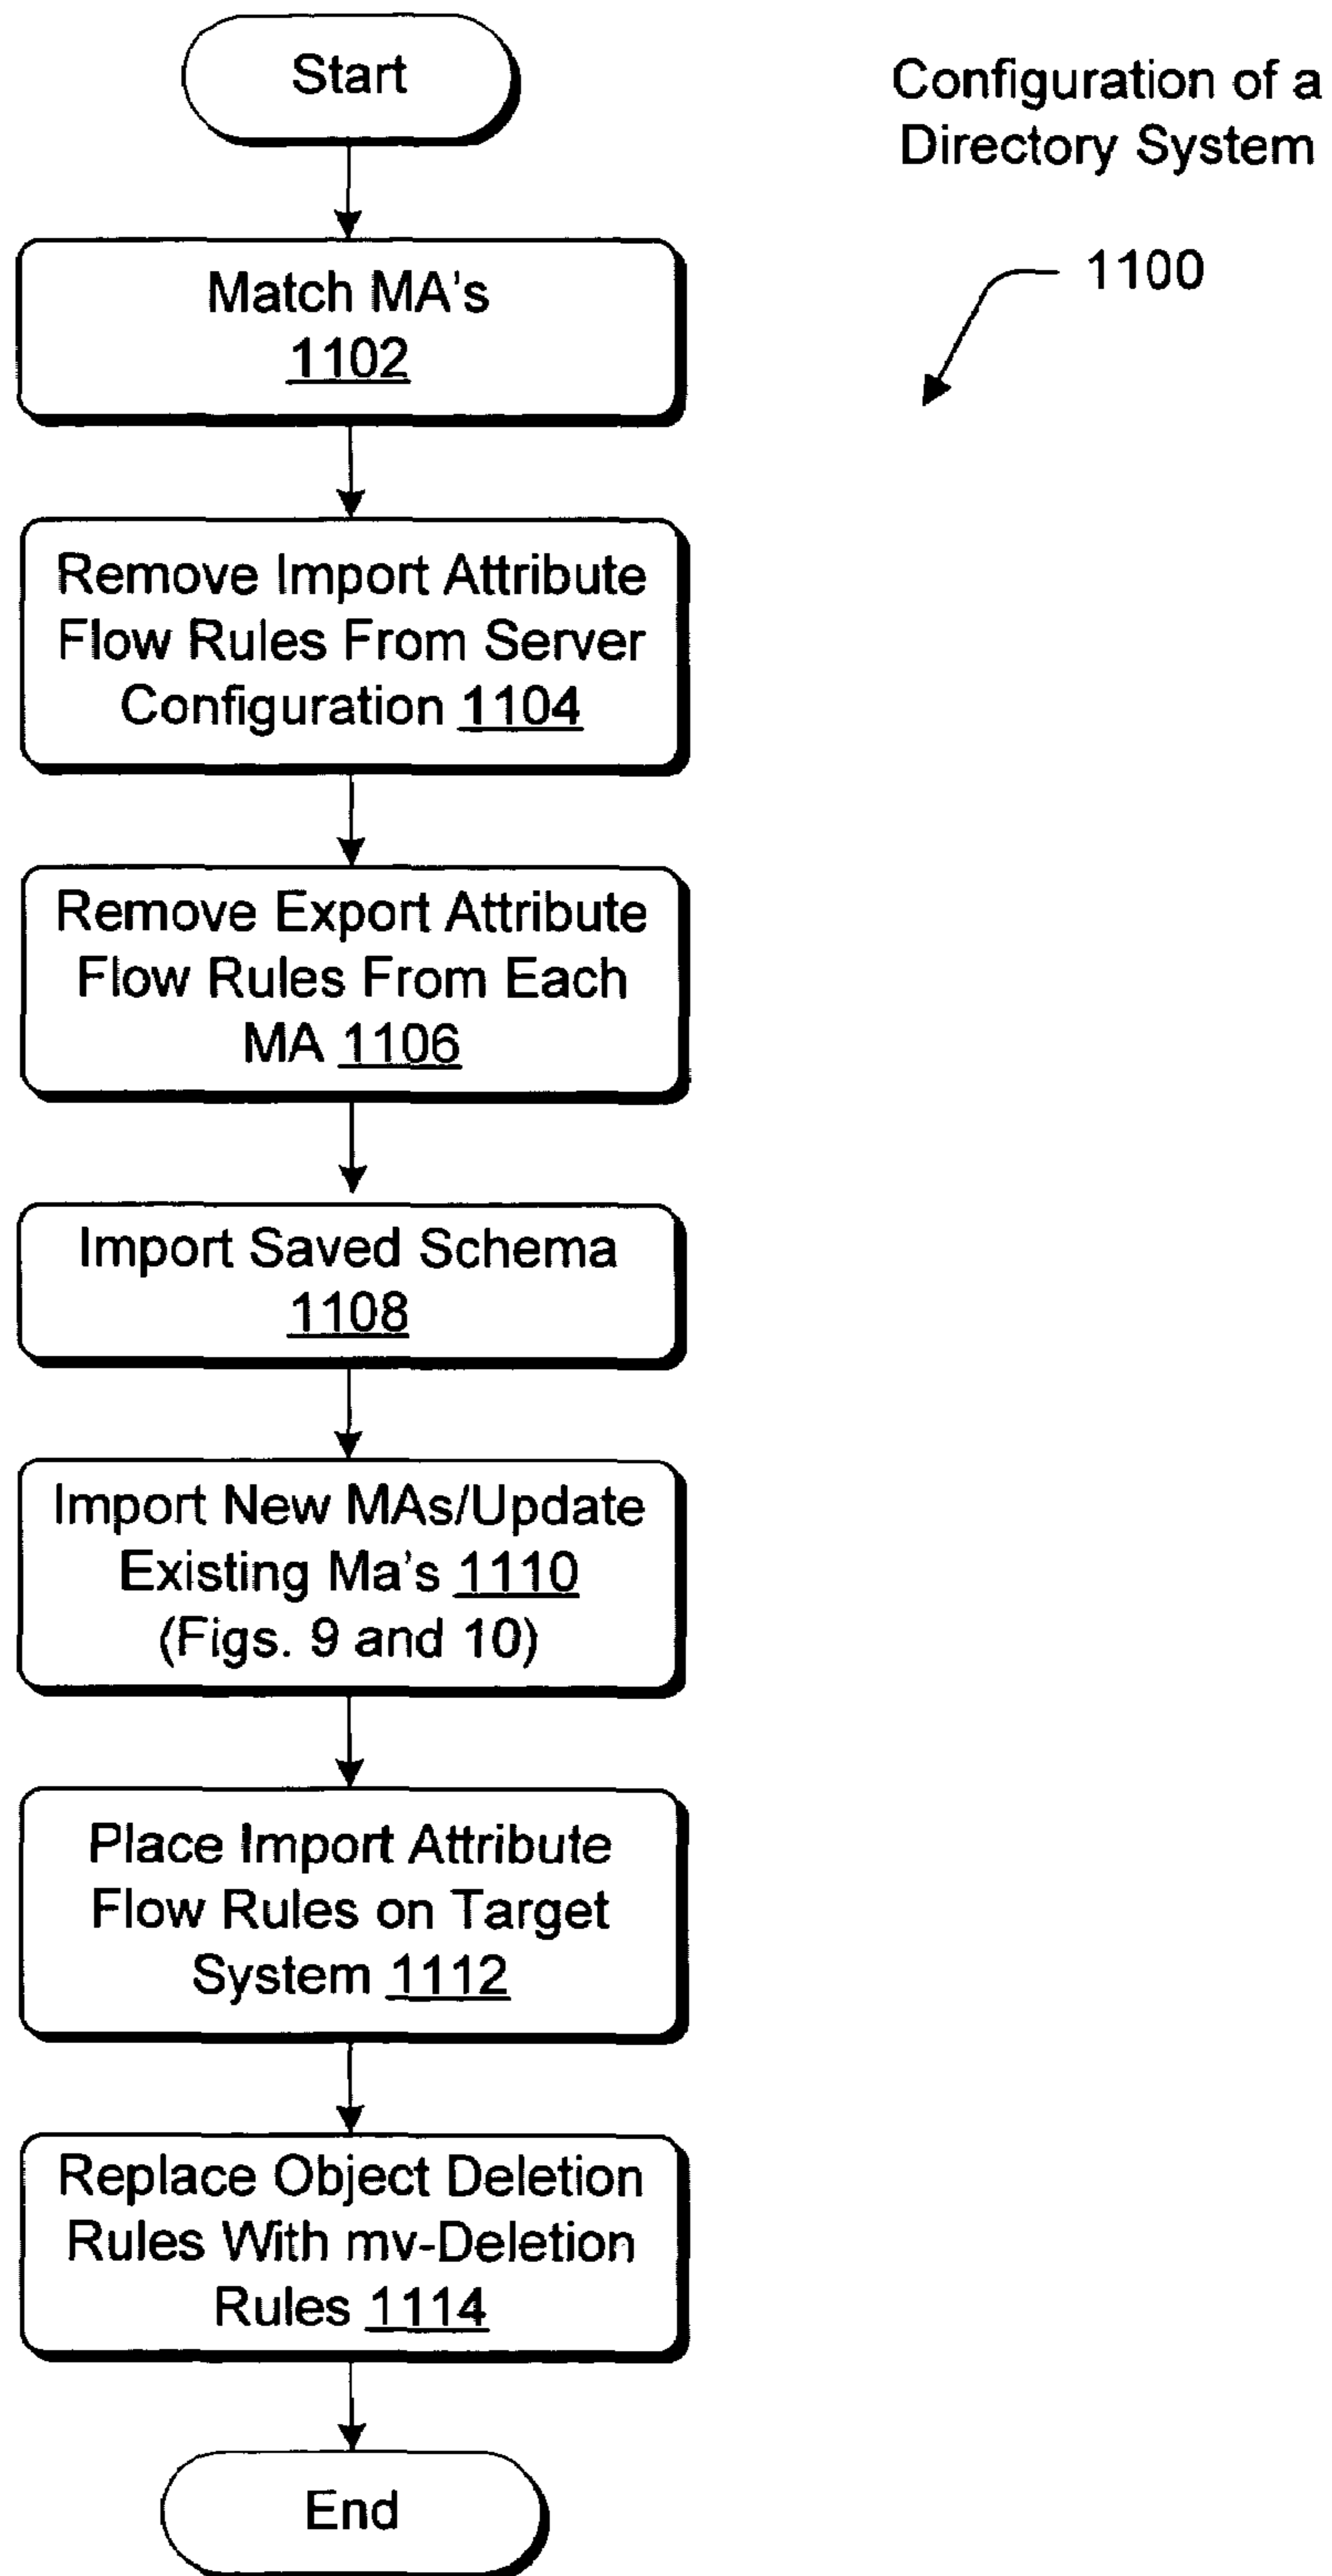 Start
Configuration of a
Directory System
1100
Match MA's
1102
Remove Import Attribute
Flow Rules From Server
Configuration 1104
Remove Export Attribute
Flow Rules From Each
MA 1106
Import Saved Schema
1108
Import New MAs/Update
Existing Ma's 1110
(Figs. 9 and 10)
Place Import Attribute
Flow Rules on Target
System 1112
Replace Object Deletion
Rules With mv-Deletion
Rules 1114
End